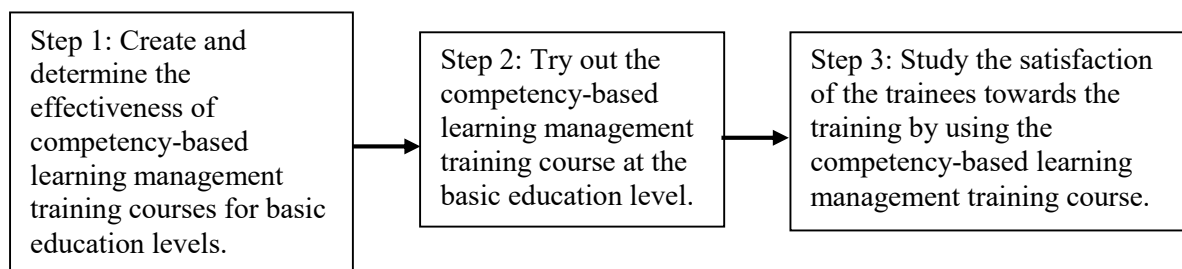 Step 1: Create and
determine the
effectiveness of
competency-based
learning management
training courses for basic
education levels.
Step 2: Try out the
competency-based
learning management
training course at the
basic education level.
Step 3: Study the satisfaction
of the trainees towards the
training by using the
competency-based learning
management training course.